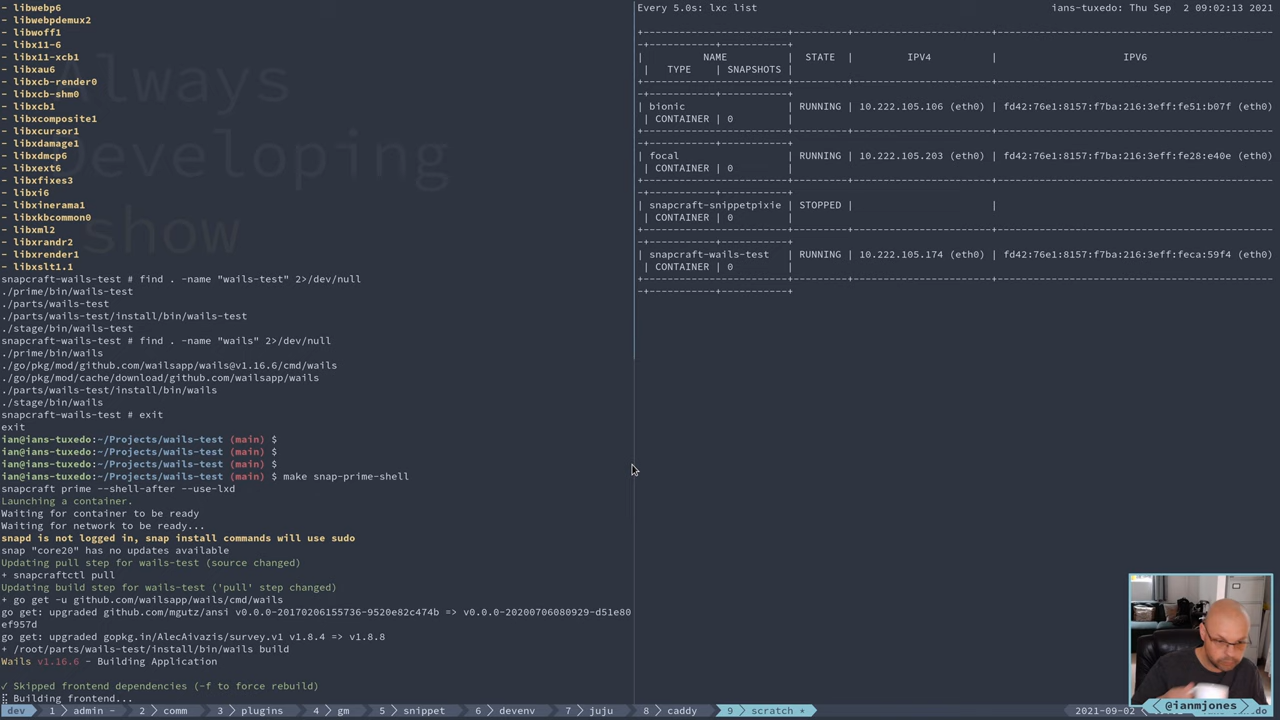 - libwebp6
- libwebpdemux2
- libwoff1
- libx11-6
- libx11-xcb1
- libxau6
- libxcb-render0
- libxcb-shm0
- libxcb1
- libxcomposite1
- libxcursor1
- libxdamage1
- libxdmcp6
- libxext6
- libxfixes3
- libxi6
- libxinerama1
- libxkbcommon0
- libxml2
- libxrandr2
- libxrender1
- libxslt1.1
Always
Developing
show
snapcraft-wails-test # find . -name "wails-test" 2>/dev/null
./prime/bin/wails-test
./parts/wails-test
./parts/wails-test/install/bin/wails-test
./stage/bin/wails-test
snapcraft-wails-test # find . -name "wails" 2>/dev/null
./prime/bin/wails
./go/pkg/mod/github.com/wailsapp/wails@v1.16.6/cmd/wails
./go/pkg/mod/cache/download/github.com/wailsapp/wails
./parts/wails-test/install/bin/wails
./stage/bin/wails
snapcraft-wails-test # exit
exit
ian@ians-tuxedo:~/Projects/wails-test (main) $
ian@ians-tuxedo:~/Projects/wails-test (main) $
ian@ians-tuxedo:~/Projects/wails-test (main) $
ian@ians-tuxedo:~/Projects/wails-test (main) $ make snap-prime-shell
snapcraft prime --shell-after --use-lxd
Launching a container.
Waiting for container to be ready
Waiting for network to be ready...
snapd is not logged in, snap install commands will use sudo
snap "core20" has no updates available
Updating pull step for wails-test (source changed)
+ snapcraftctl pull
Updating build step for wails-test ('pull' step changed)
+ go get -u github.com/wailsapp/wails/cmd/wails
go get: upgraded github.com/mgutz/ansi v0.0.0-20170206155736-9520e82c474b => v0.0.0-20200706080929-d51e80
ef957d
go get: upgraded gopkg.in/AlecAivazis/survey.v1 v1.8.4 => v1.8.8
+ /root/parts/wails-test/install/bin/wails build
Wails v1.16.6 - Building Application
✓ Skipped frontend dependencies (-f to force rebuild)
Building frontend...
Every 5.0s: lxc list ians-tuxedo: Thu Sep 2 09:02:13 2021
| NAME | STATE | IPV4 | IPV6
| TYPE | SNAPSHOTS |
| bionic | RUNNING | 10.222.105.106 (eth0) | fd42:76e1:8157:f7ba:216:3eff:fe51:b07f (eth0)
| CONTAINER | 0 |
| focal | RUNNING | 10.222.105.203 (eth0) | fd42:76e1:8157:f7ba:216:3eff:fe28:e40e (eth0)
| CONTAINER | 0 |
| snapcraft-snippetpixie | STOPPED | |
| CONTAINER | 0 |
| snapcraft-wails-test | RUNNING | 10.222.105.174 (eth0) | fd42:76e1:8157:f7ba:216:3eff:feca:59f4 (eth0)
| CONTAINER | 0 |
@ianmjones
dev 1 admin - 2 comm 3 plugins 4 gm 5 snippet 6 devenv 7 juju 8 caddy 9 scratch * 2021-09-02